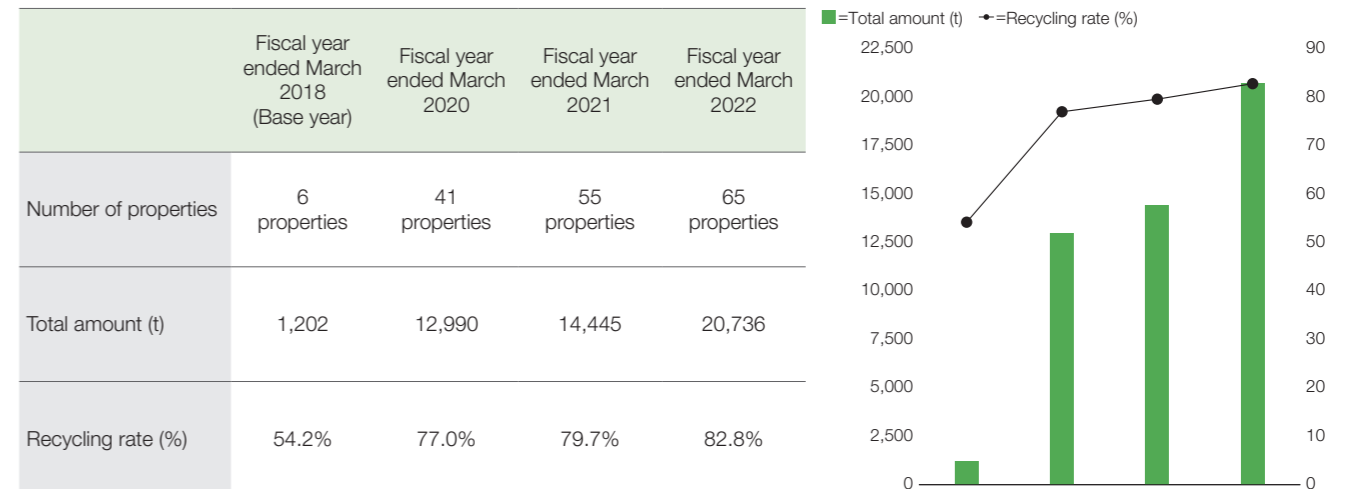 Fiscal year
ended March
2018
(Base year)
Fiscal year
ended March
2020
Fiscal year
ended March
2021
Fiscal year
ended March
2022
Number of properties
6
properties
41
properties
55
properties
65
properties
Total amount (t)
1,202
12,990
14,445
20,736
Recycling rate (%)
54.2%
77.0%
79.7%
82.8%
=Total amount (t)
=Recycling rate (%)
22,500
20,000
17,500
15,000
12,500
10,000
7,500
5,000
2,500
0
90
80
70
60
50
40
30
20
10
0